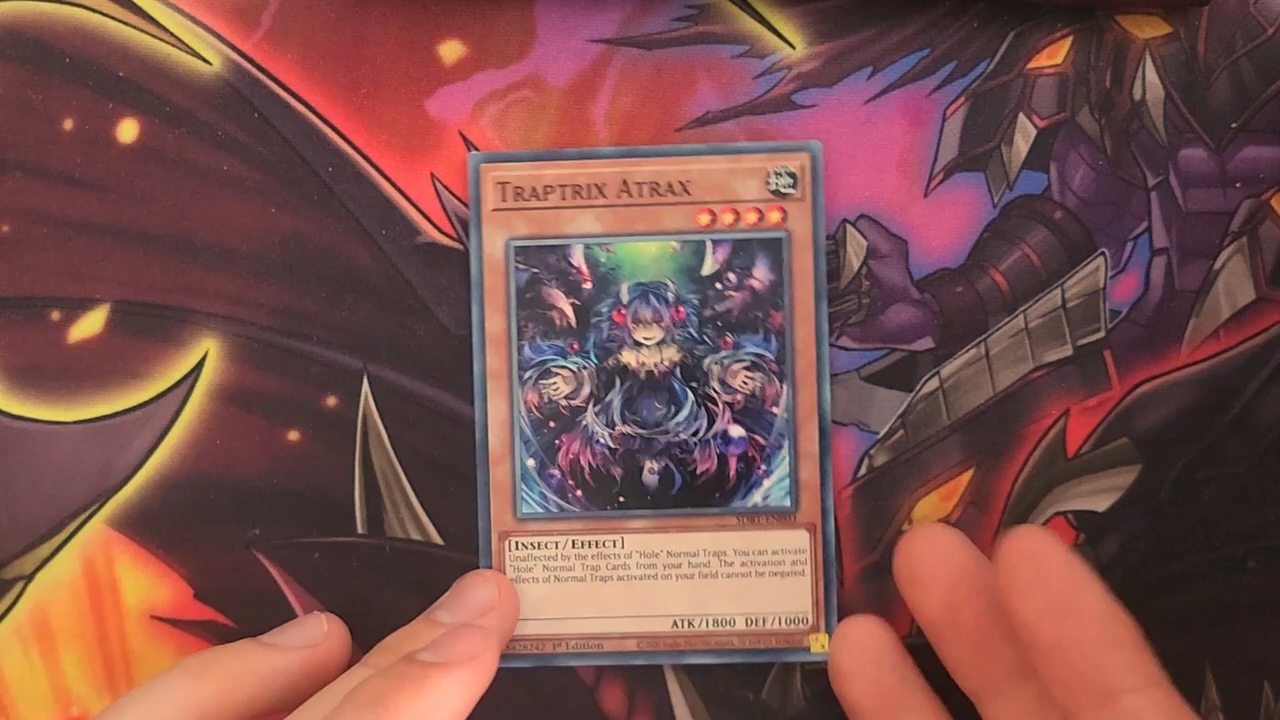 TRAPTRIX ATRAX
[INSECT/EFFECT]
Unaffected by the effects of "Hole" Normal Traps. You can activate
"Hole" Normal Trap Cards from your hand. The activation and
effects of Normal Traps activated on your field cannot be negated.
ATK/1800 DEF/1000
1st Edition